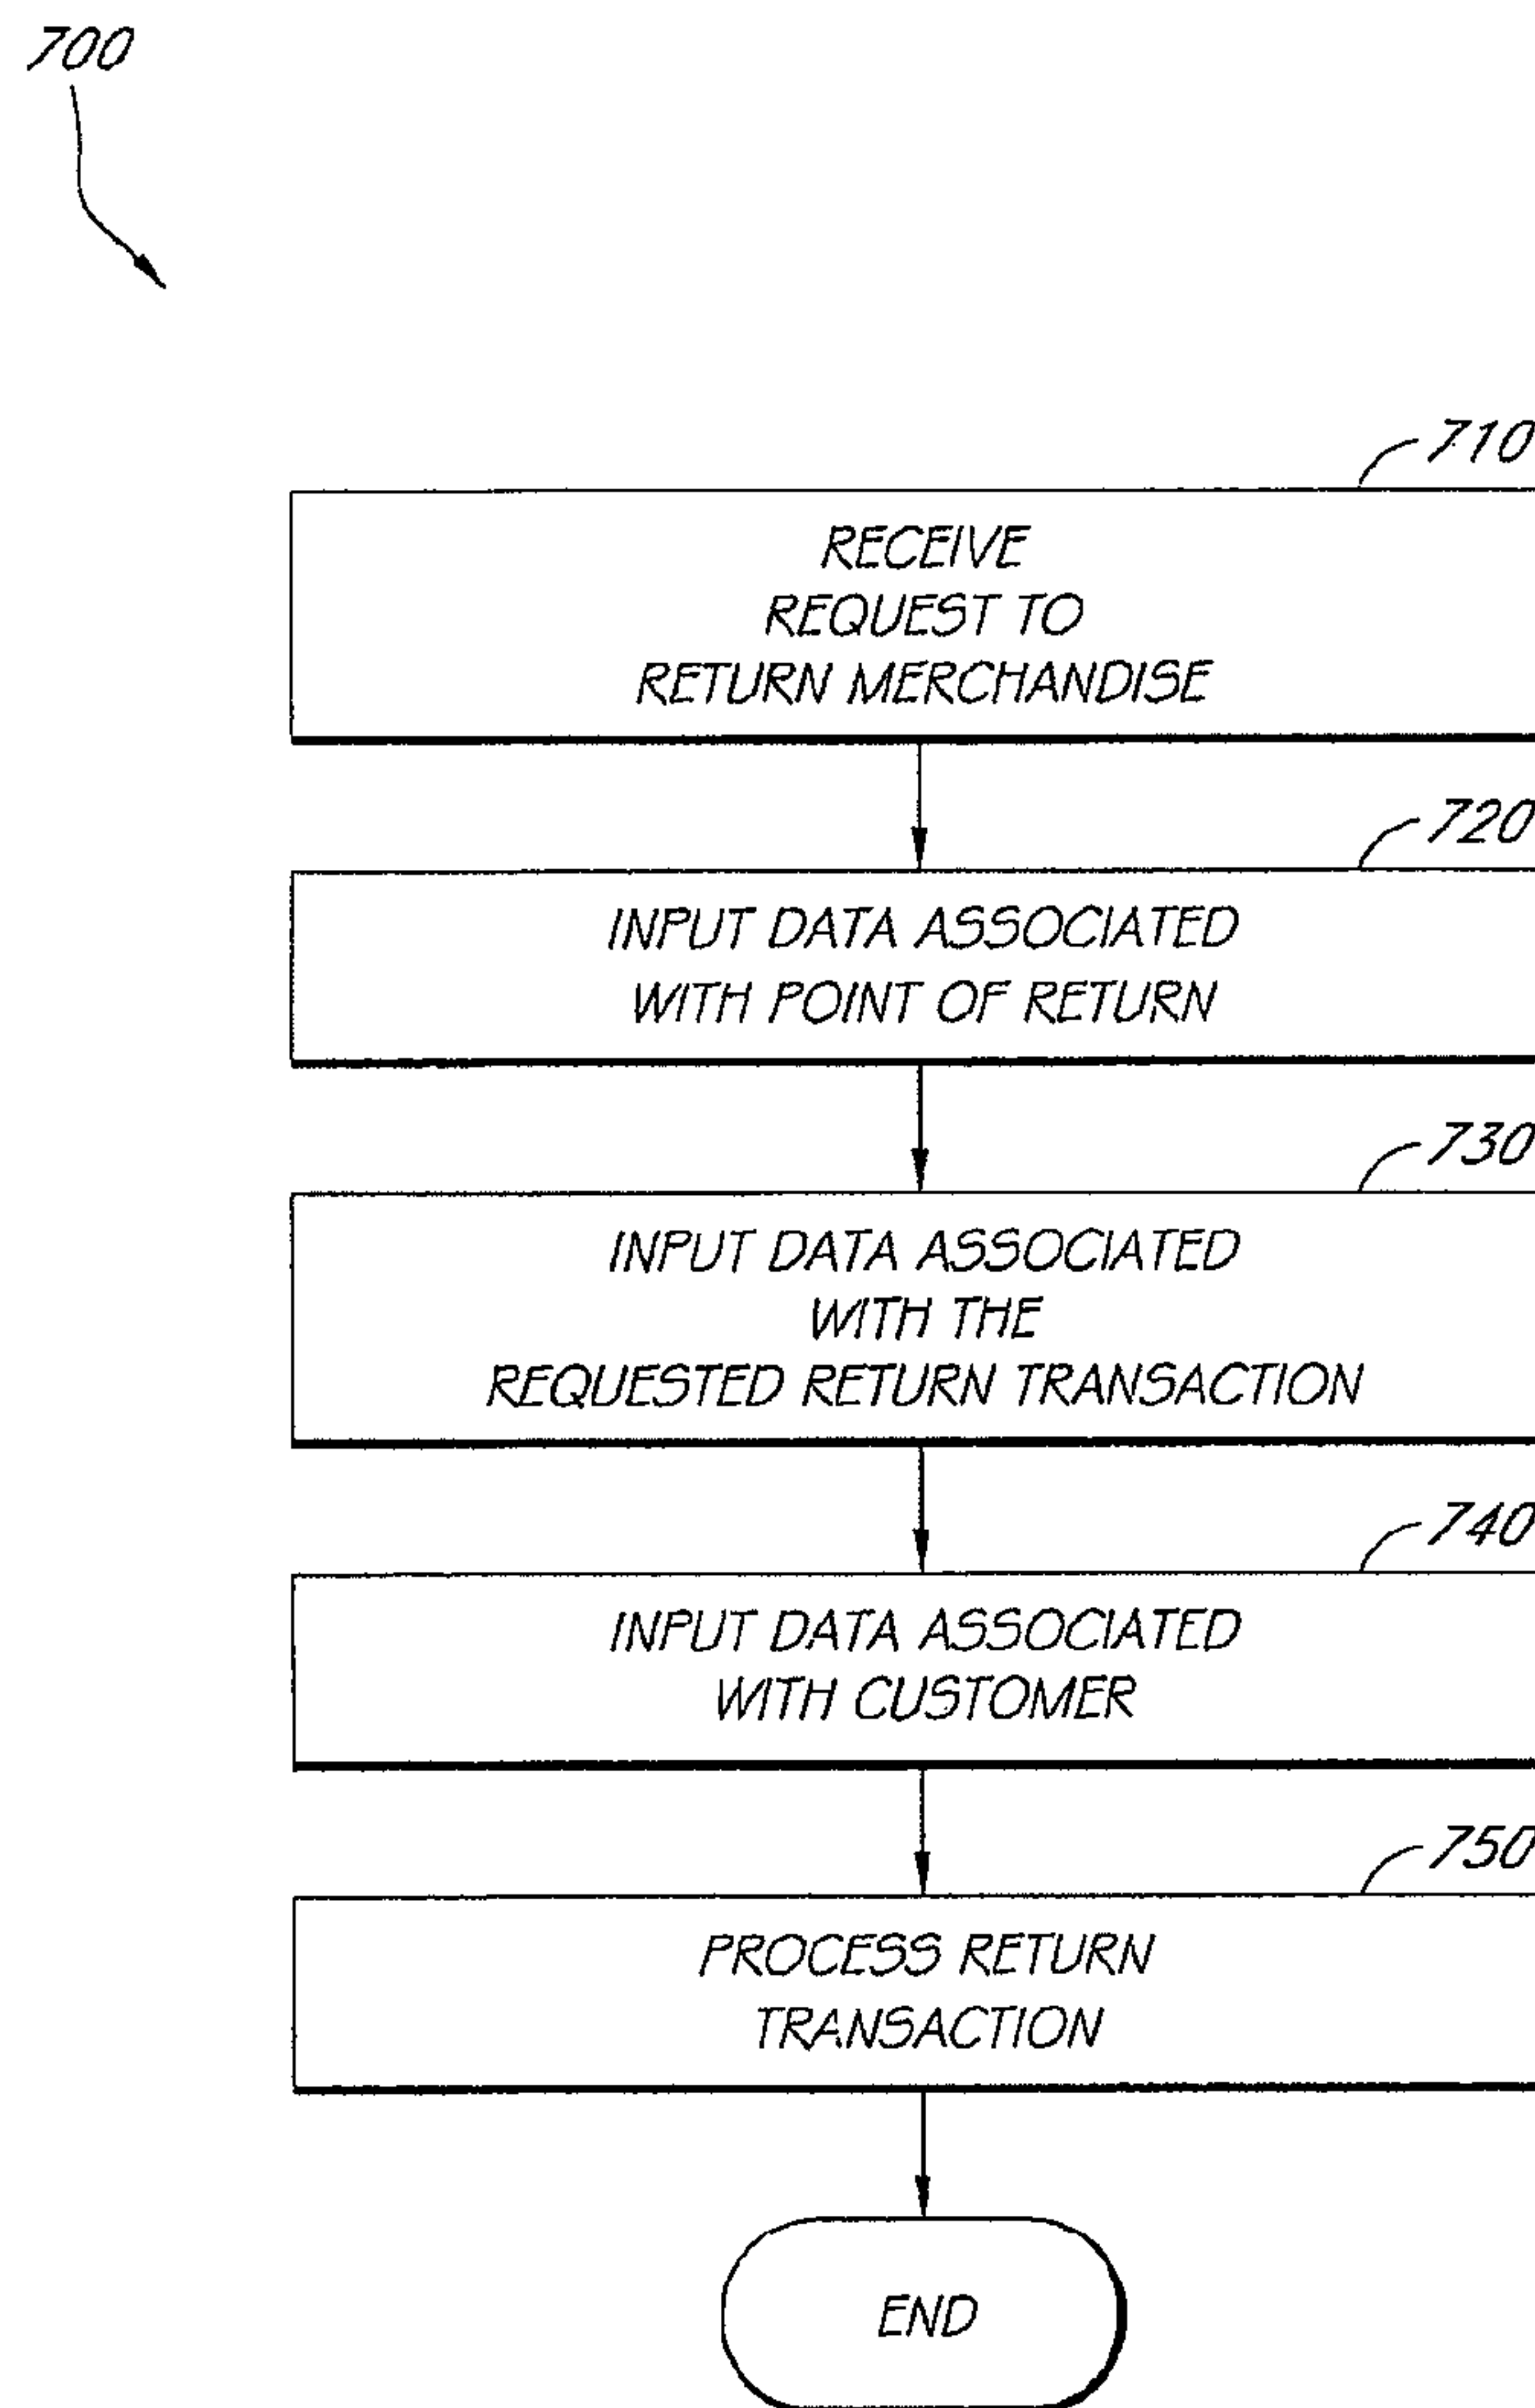 700
710
RECEIVE
REQUEST TO
RETURN MERCHANDISE
720
INPUT DATA ASSOCIATED
WITH POINT OF RETURN
730
INPUT DATA ASSOCIATED
WITH THE
REQUESTED RETURN TRANSACTION
740
INPUT DATA ASSOCIATED
WITH CUSTOMER
750
PROCESS RETURN
TRANSACTION
END